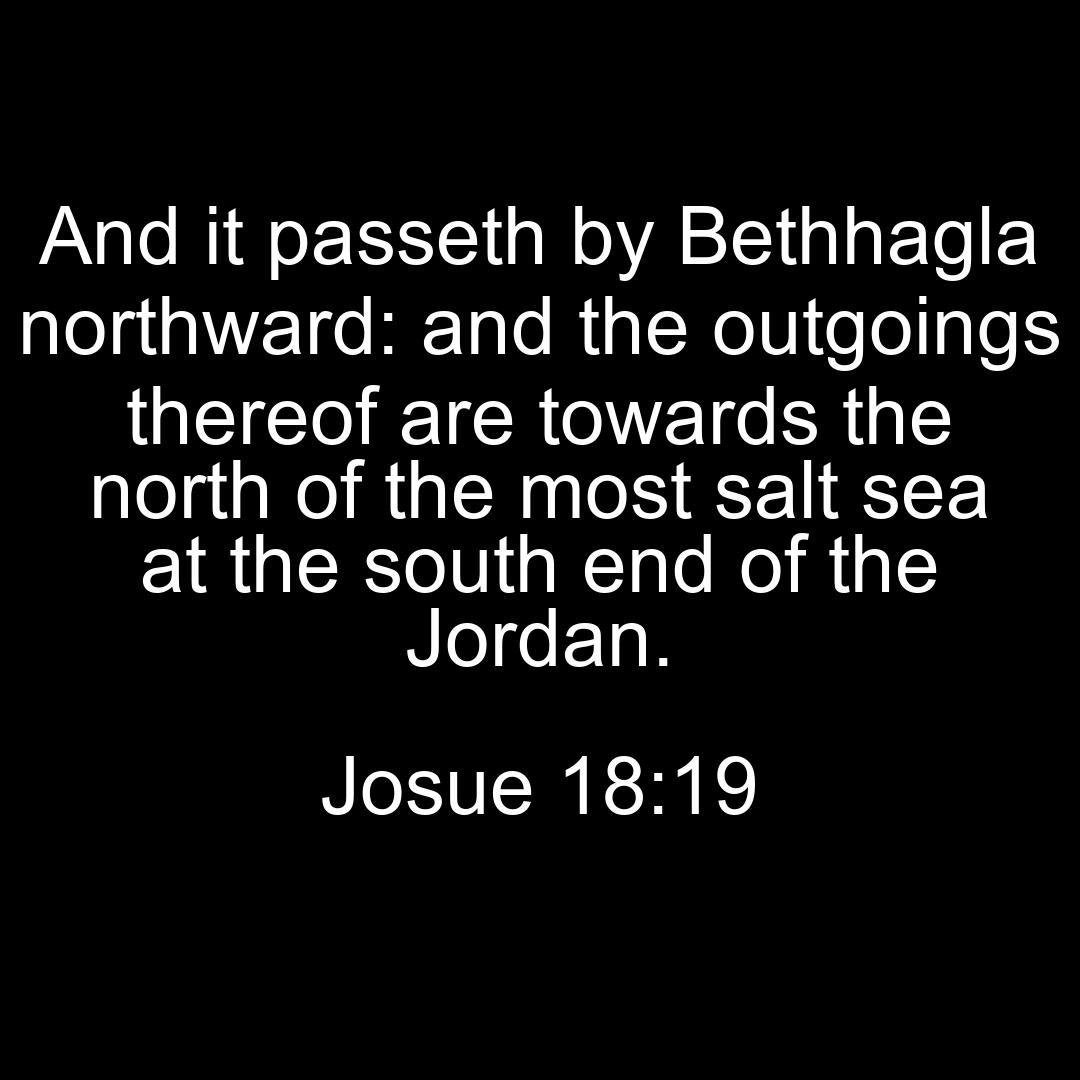 And it passeth by Bethhagla
northward: and the outgoings
thereof are towards the
north of the most salt sea
at the south end of the
Jordan.
Josue 18:19